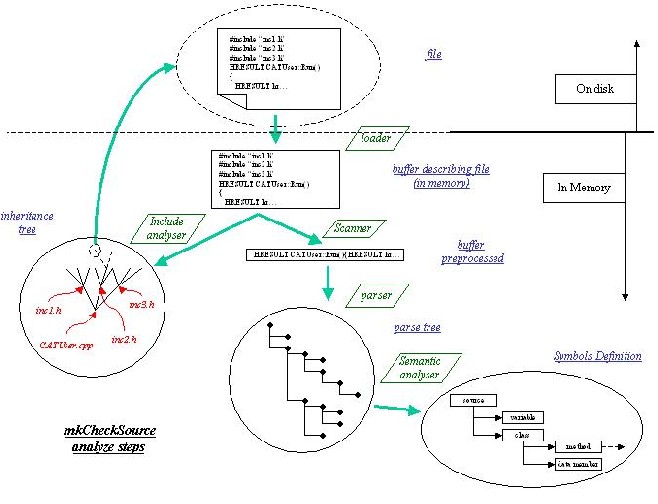 #include "inc1.h"
#include "inc2.h"
#include "inc3.h"
HRESULT CATUser::Run()
{
HRESULT hr...
file
On disk
loader
#include "inc1.h"
#include "inc2.h"
#include "inc3.h"
HRESULT CATUser::Run()
{
HRESULT hr...
buffer describing file
(in memory)
In Memory
inheritance
tree
Include
analyser
Scanner
HRESULT CATUser::Run() { HRESULT hr...
buffer
preprocessed
inc1.h
inc3.h
inc2.h
CATUser.cpp
parser
parse tree
Semantic
analyser
Symbols Definition
source
variable
class
method
data member
mkCheckSource
analyze steps